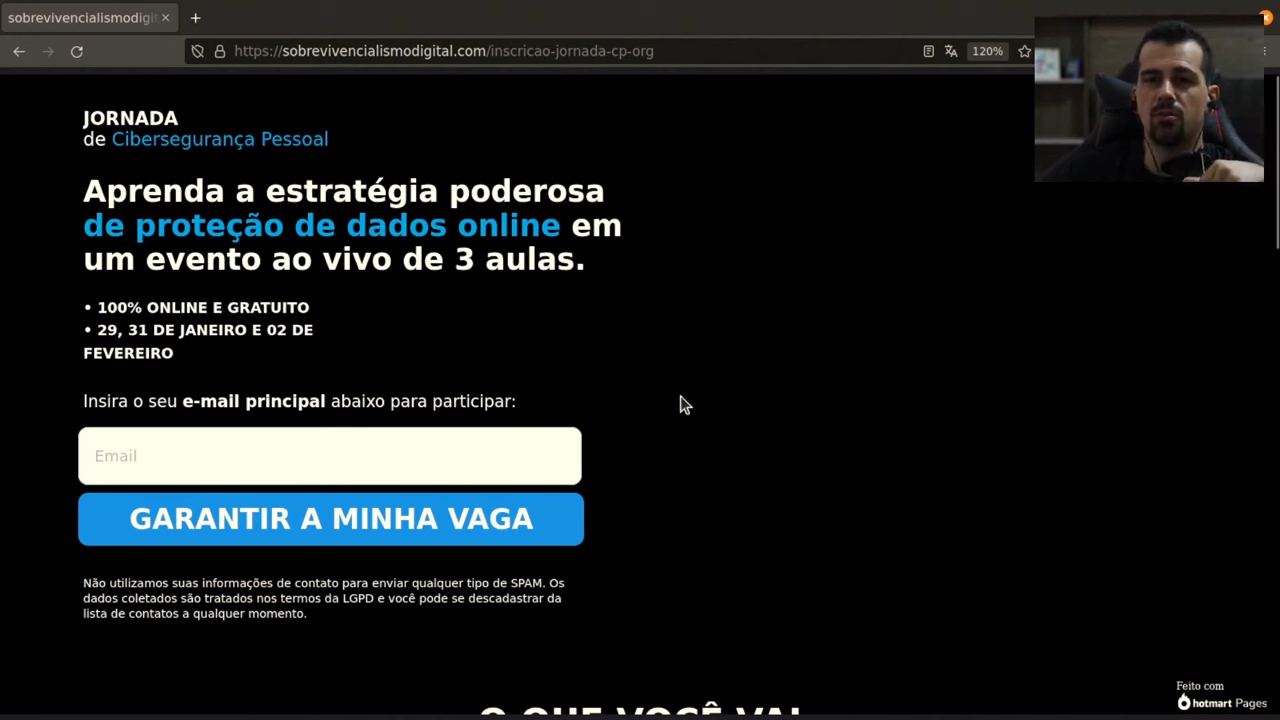 sobrevivencialismodigit
https://sobrevivencialismodigital.com/inscricao-jornada-cp-org
120%
JORNADA
de Cibersegurança Pessoal
Aprenda a estratégia poderosa
de proteção de dados online em
um evento ao vivo de 3 aulas.
• 100% ONLINE E GRATUITO
• 29, 31 DE JANEIRO E 02 DE
FEVEREIRO
Insira o seu e-mail principal abaixo para participar:
Email
GARANTIR A MINHA VAGA
Não utilizamos suas informações de contato para enviar qualquer tipo de SPAM. Os
dados coletados são tratados nos termos da LGPD e você pode se descadastrar da
lista de contatos a qualquer momento.
Feito com
hotmart Pages
O QUE VOCÊ VAI